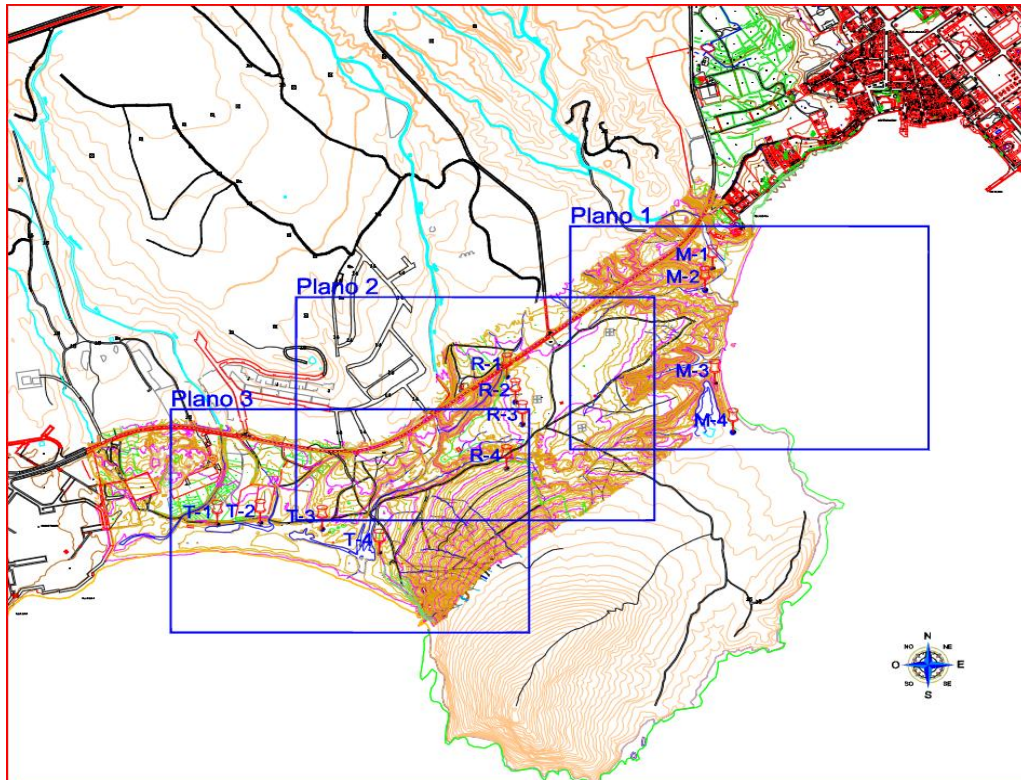 Plano 1
M-1
M-2
Plano 2
R-1
M-3
R-2
Plano 3
R-3
M-4
R-4
T-1
T-2
T-3
T-4
N
NO
NE
O
E
SO
SE
S